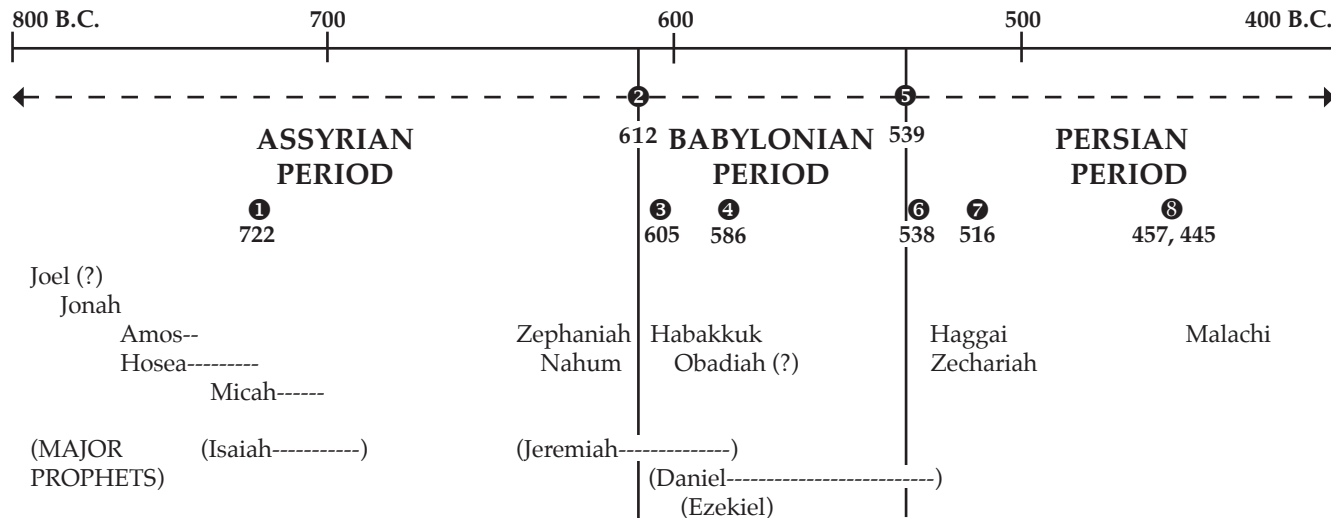 800 B.C. 700 600 500 400 B.C.
❷ ❺
ASSYRIAN 612 BABYLONIAN 539 PERSIAN
PERIOD PERIOD PERIOD
❶ ❸ ❹ ❻ ❼ ❽
722 605 586 538 516 457, 445
Joel (?)
Jonah
Amos-- Zephaniah Habakkuk Haggai Malachi
Hosea--------- Nahum Obadiah (?) Zechariah
Micah------
(MAJOR (Isaiah-----------) (Jeremiah--------------)
PROPHETS) (Daniel--------------------------)
(Ezekiel)